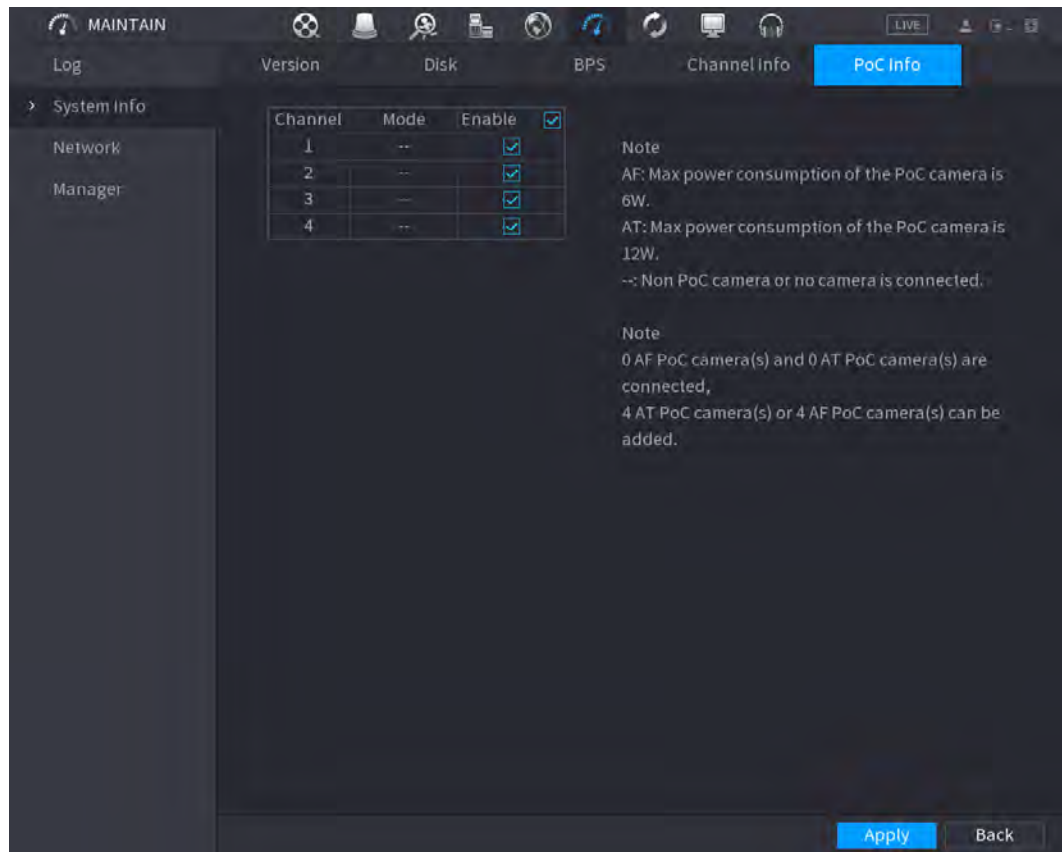 MAINTAIN
LIVE
Log
Version
Disk
BPS
Channel Info
PoC Info
System Info
Network
Manager
Channel Mode Enable
1 --
2 --
3 --
4 --
Note
AF: Max power consumption of the PoC camera is
6W.
AT: Max power consumption of the PoC camera is
12W.
--: Non PoC camera or no camera is connected.
Note
0 AF PoC camera(s) and 0 AT PoC camera(s) are
connected,
4 AT PoC camera(s) or 4 AF PoC camera(s) can be
added.
Apply
Back